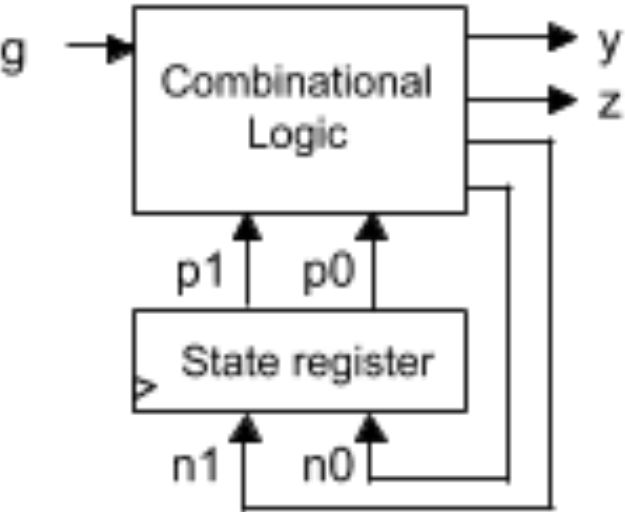 g
Combinational
Logic
y
z
p1 p0
State register
n1 n0